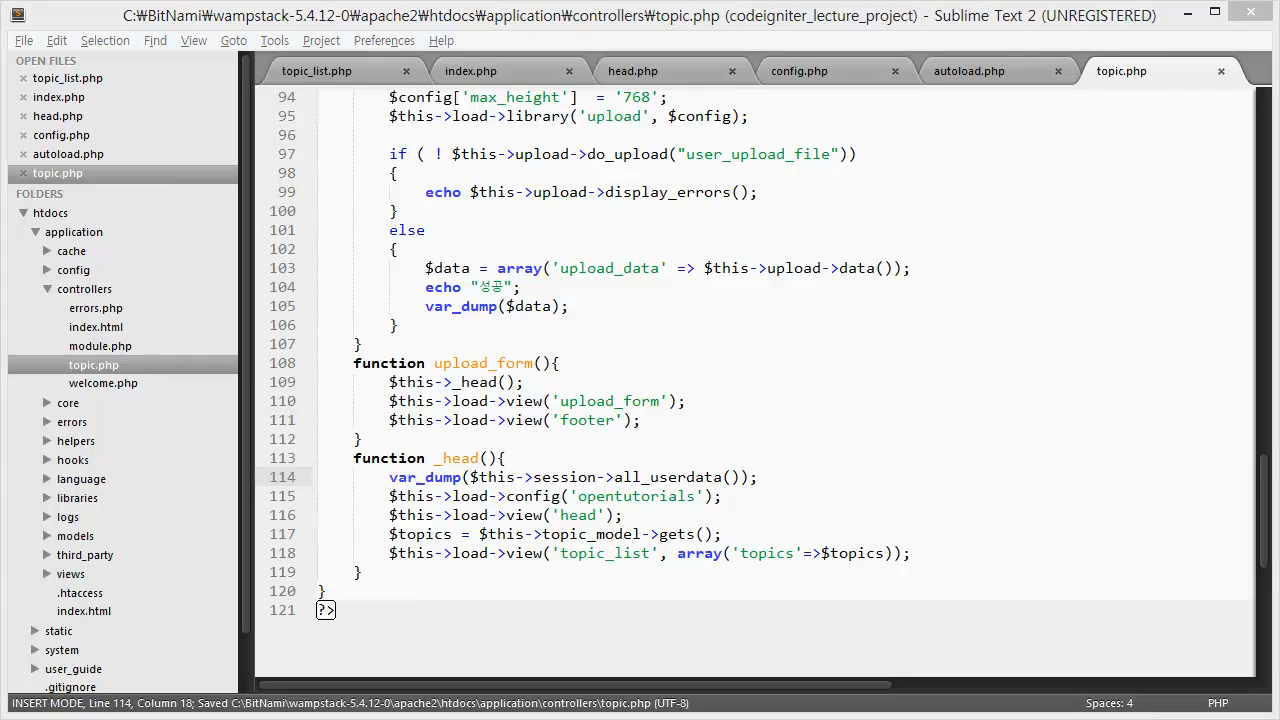 C:₩BitNami₩wampstack-5.4.12-0₩apache2₩htdocs₩application₩controllers₩topic.php (codeigniter_lecture_project) - Sublime Text 2 (UNREGISTERED)
File Edit Selection Find View Goto Tools Project Preferences Help
OPEN FILES
topic_list.php
index.php
head.php
config.php
autoload.php
topic.php
FOLDERS
htdocs
application
cache
config
controllers
errors.php
index.html
module.php
topic.php
welcome.php
core
errors
helpers
hooks
language
libraries
logs
models
third_party
views
.htaccess
index.html
static
system
user_guide
.gitignore
topic_list.php index.php head.php config.php autoload.php topic.php
94 $config['max_height'] = '768';
95 $this->load->library('upload', $config);
96
97 if ( ! $this->upload->do_upload("user_upload_file"))
98 {
99 echo $this->upload->display_errors();
100 }
101 else
102 {
103 $data = array('upload_data' => $this->upload->data());
104 echo "성공";
105 var_dump($data);
106 }
107 }
108 function upload_form(){
109 $this->_head();
110 $this->load->view('upload_form');
111 $this->load->view('footer');
112 }
113 function _head(){
114 var_dump($this->session->all_userdata());
115 $this->load->config('opentutorials');
116 $this->load->view('head');
117 $topics = $this->topic_model->gets();
118 $this->load->view('topic_list', array('topics'=>$topics));
119 }
120 }
121 ?>
INSERT MODE, Line 114, Column 18; Saved C:\BitNami\wampstack-5.4.12-0\apache2\htdocs\application\controllers\topic.php (UTF-8) Spaces: 4 PHP